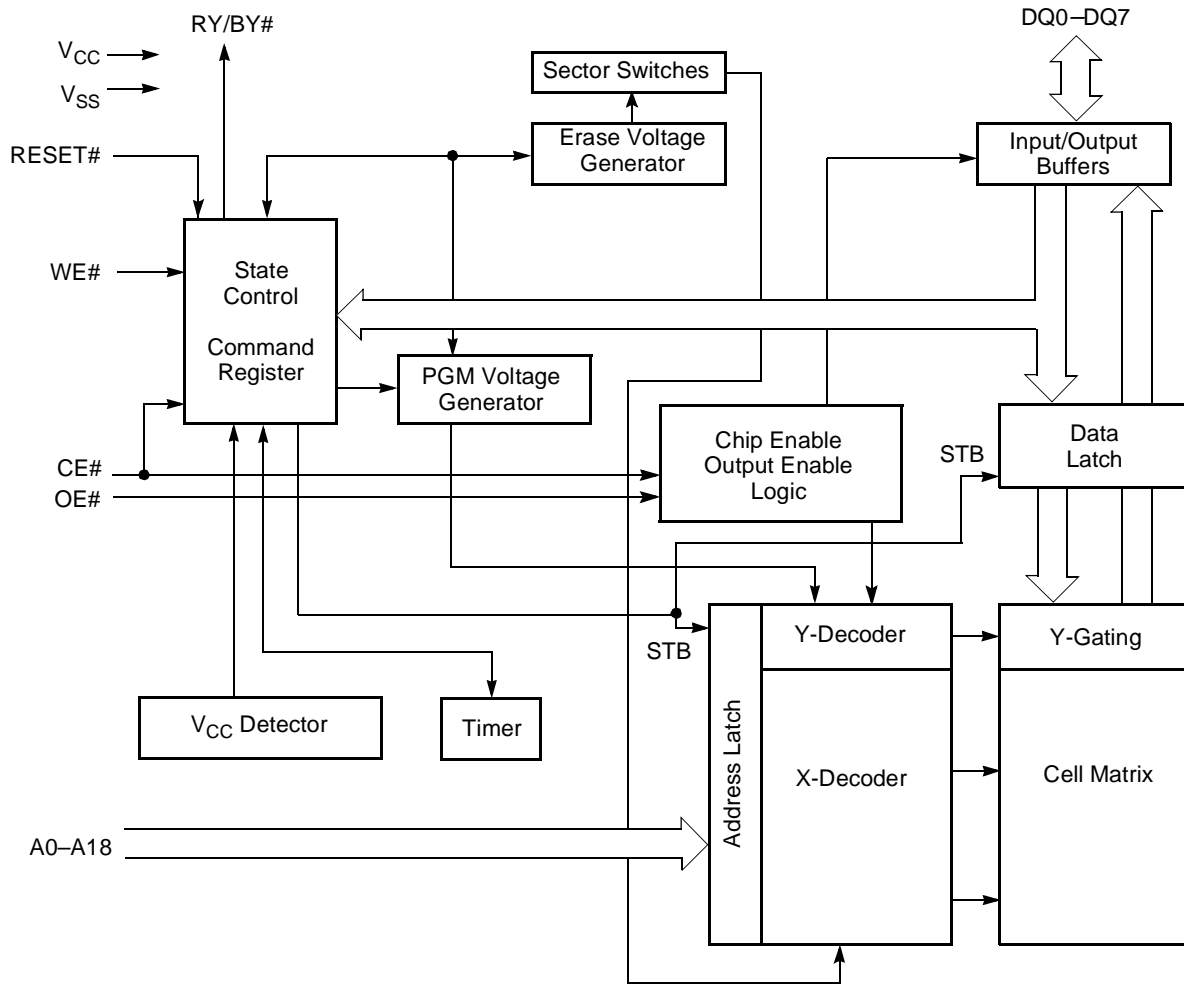 RY/BY#
DQ0–DQ7
VCC
VSS
Sector Switches
RESET#
Erase Voltage
Generator
Input/Output
Buffers
WE#
State
Control
Command
Register
PGM Voltage
Generator
Chip Enable
Output Enable
Logic
STB
Data
Latch
CE#
OE#
STB
Y-Decoder
Y-Gating
VCC Detector
Timer
Address Latch
X-Decoder
Cell Matrix
A0–A18